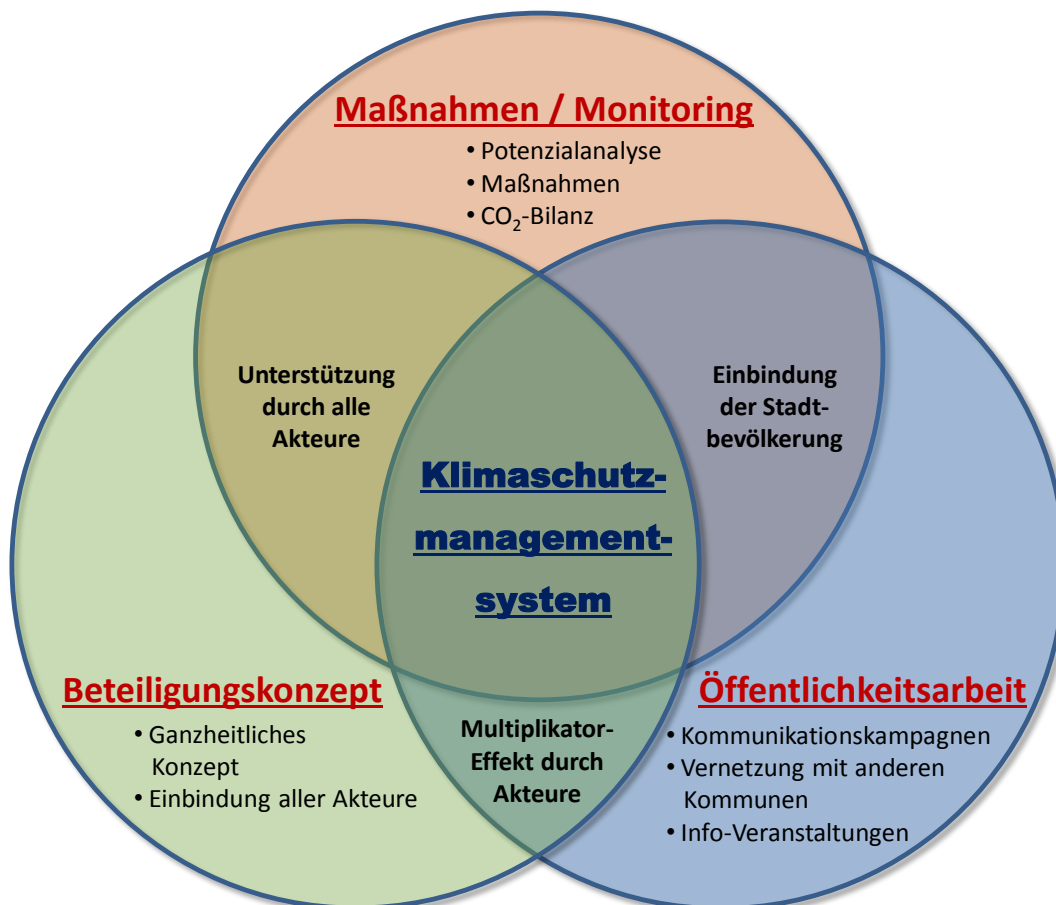 Maßnahmen / Monitoring
• Potenzialanalyse
• Maßnahmen
• CO₂-Bilanz
Unterstützung
durch alle
Akteure
Einbindung
der Stadt-
bevölkerung
Klimaschutz-
management-
system
Beteiligungskonzept
• Ganzheitliches
Konzept
• Einbindung aller Akteure
Multiplikator-
Effekt durch
Akteure
Öffentlichkeitsarbeit
• Kommunikationskampagnen
• Vernetzung mit anderen
Kommunen
• Info-Veranstaltungen